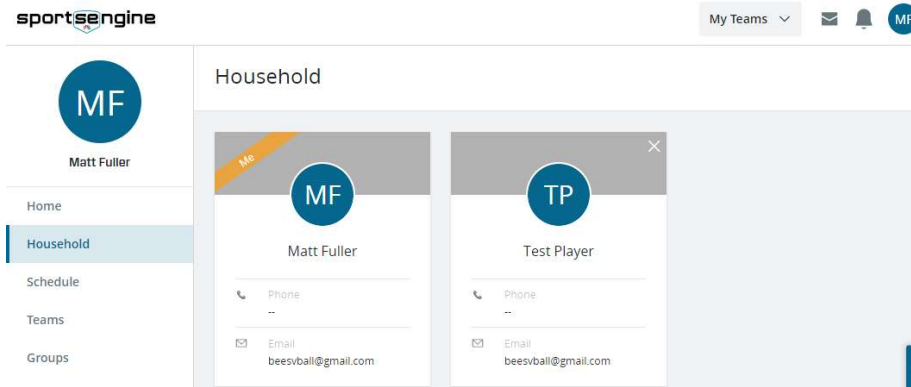 sportsengine
My Teams
MF
MF
Matt Fuller
Home
Household
Schedule
Teams
Groups
Household
Me
MF
Matt Fuller
Phone
--
Email
beesvball@gmail.com
TP
Test Player
Phone
--
Email
beesvball@gmail.com